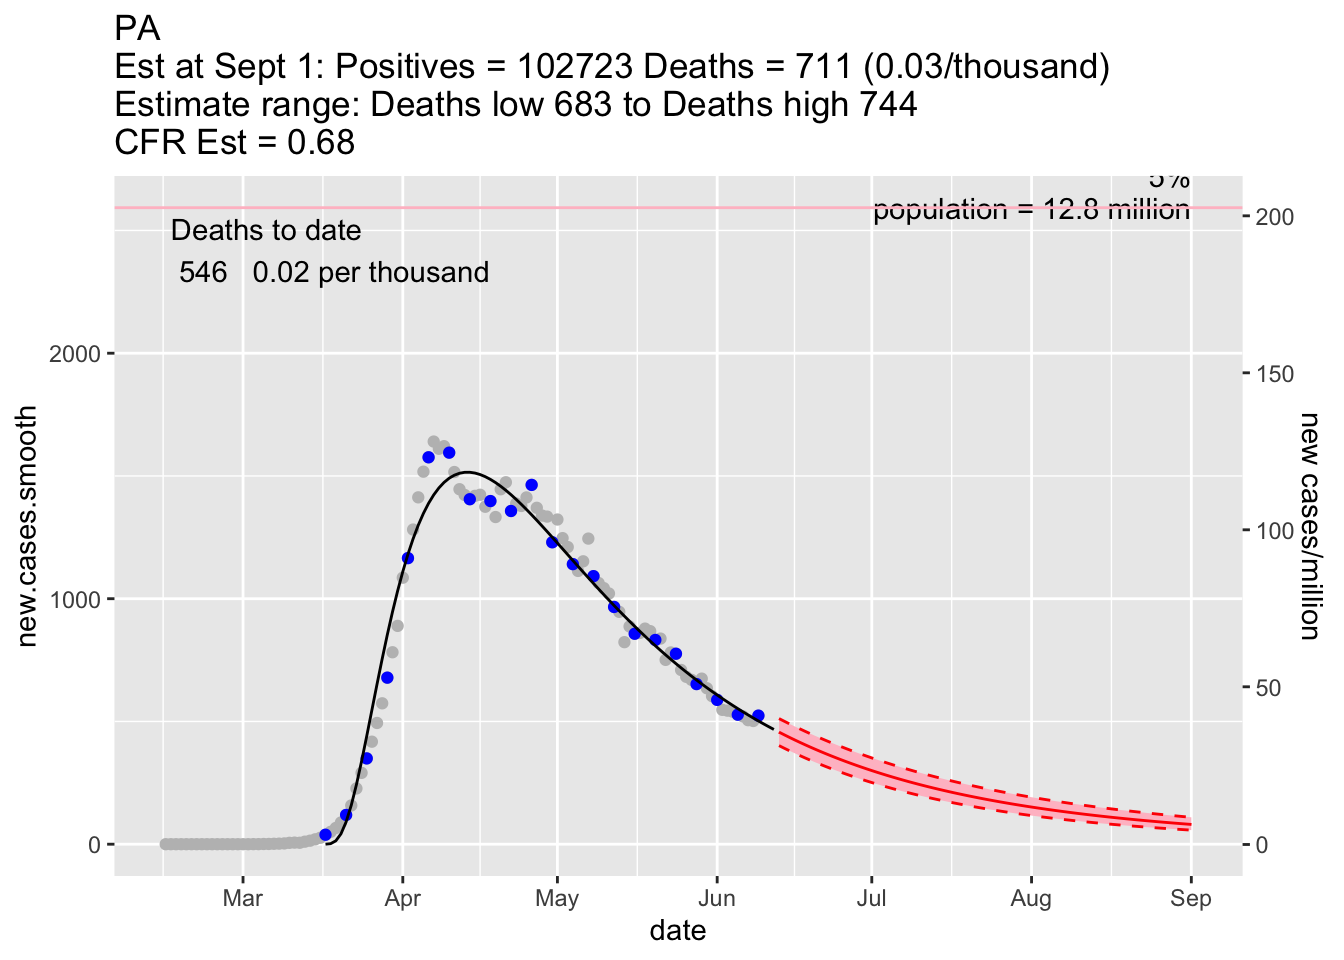 PA
Est at Sept 1: Positives = 102723 Deaths = 711 (0.03/thousand)
Estimate range: Deaths low 683 to Deaths high 744
CFR Est = 0.68
5%
population = 12.8 million
Deaths to date
546 0.02 per thousand
2000
1000
0
new.cases.smooth
200
150
100
50
0
new cases/million
Mar Apr May Jun Jul Aug Sep
date